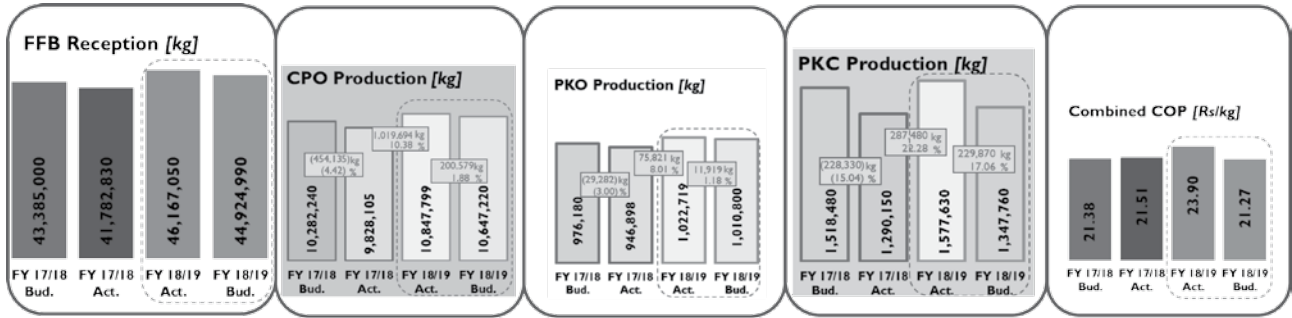 FFB Reception [kg]
43,385,000
41,782,830
46,167,050
44,924,990
FY 17/18 Bud.
FY 17/18 Act.
FY 18/19 Act.
FY 18/19 Bud.
CPO Production [kg]
(454,135)kg
(4.42) %
1,019,694 kg
10.38 %
200.579kg
1.88 %
10,282,240
9,828,105
10,847,799
10,647,220
FY 17/18 Bud.
FY 17/18 Act.
FY 18/19 Act.
FY 18/19 Bud.
PKO Production [kg]
(29,282)kg
(3.00) %
75,821 kg
8.01 %
11,919 kg
1.18 %
976,180
946,898
1,022,719
1,010,800
FY 17/18 Bud.
FY 17/18 Act.
FY 18/19 Act.
FY 18/19 Bud.
PKC Production [kg]
(228,330)kg
(15.04) %
287,480 kg
22.28 %
229,870 kg
17.06 %
1,518,480
1,290,150
1,577,630
1,347,760
FY 17/18 Bud.
FY 17/18 Act.
FY 18/19 Act.
FY 18/19 Bud.
Combined COP [Rs/kg]
21.38
21.51
23.90
21.27
FY 17/18 Bud.
FY 17/18 Act.
FY 18/19 Act.
FY 18/19 Bud.